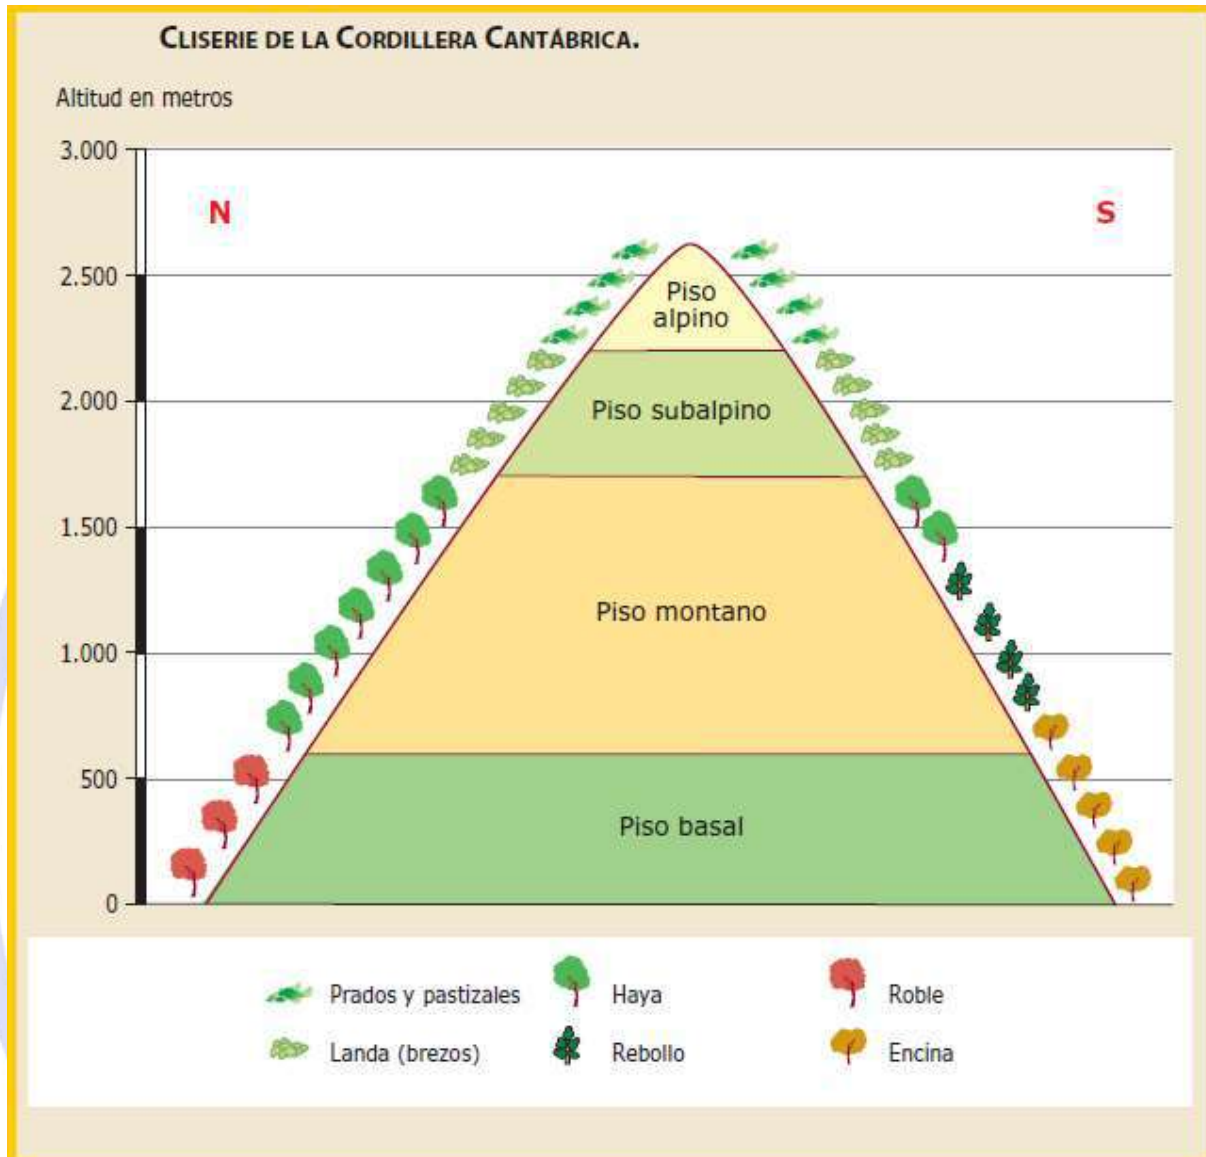 CLISERIE DE LA CORDILLERA CANTÁBRICA.
Altitud en metros
3.000
N
S
2.500
Piso
alpino
2.000
Piso subalpino
1.500
Piso montano
1.000
500
Piso basal
0
Prados y pastizales
Haya
Roble
Landa (brezos)
Rebollo
Encina